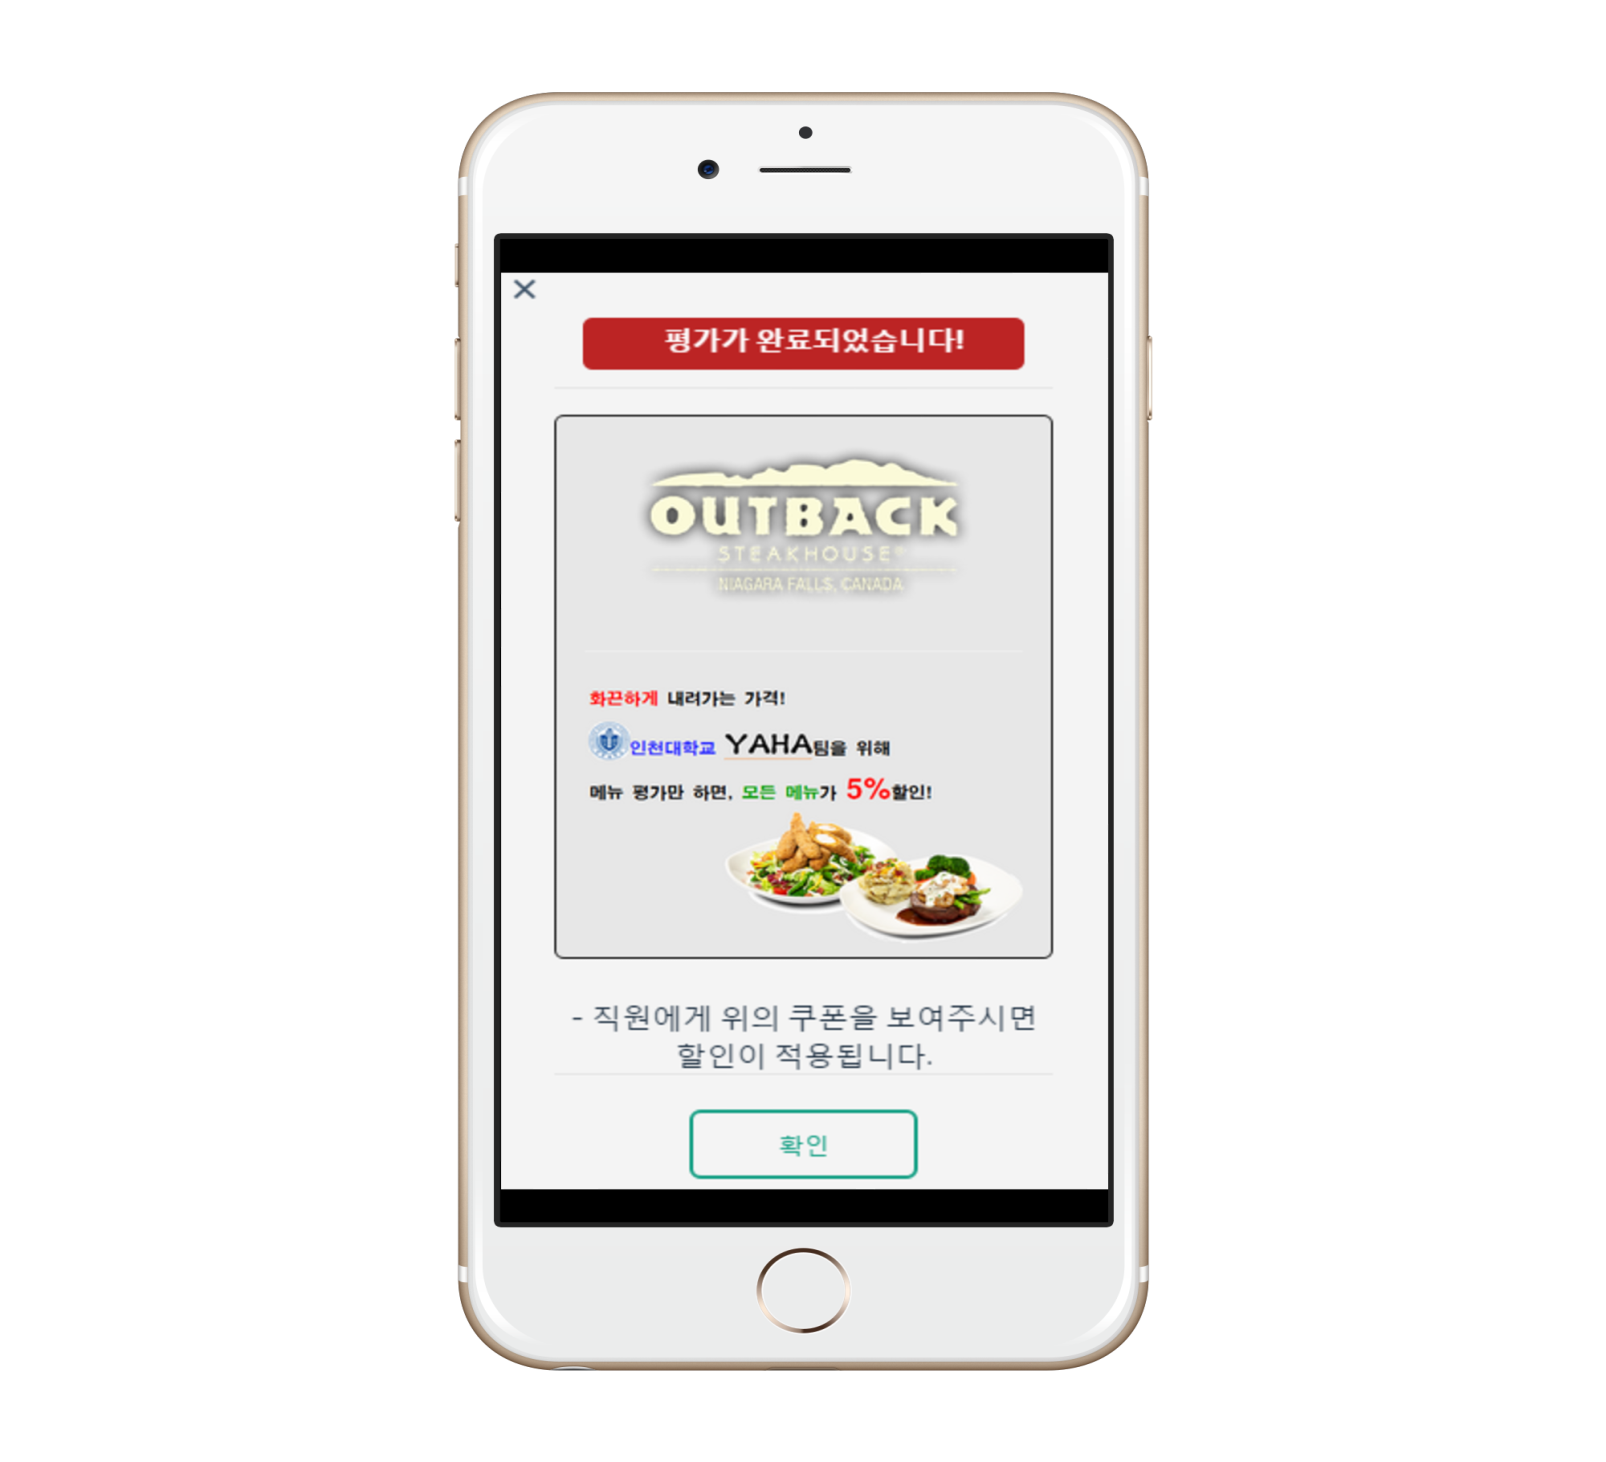 평가가 완료되었습니다!
OUTBACK
STEAKHOUSE®
NIAGARA FALLS, CANADA
화끈하게 내려가는 가격!
인천대학교 YAHA팀을 위해
메뉴 평가만 하면, 모든 메뉴가 5%할인!
- 직원에게 위의 쿠폰을 보여주시면
할인이 적용됩니다.
확인